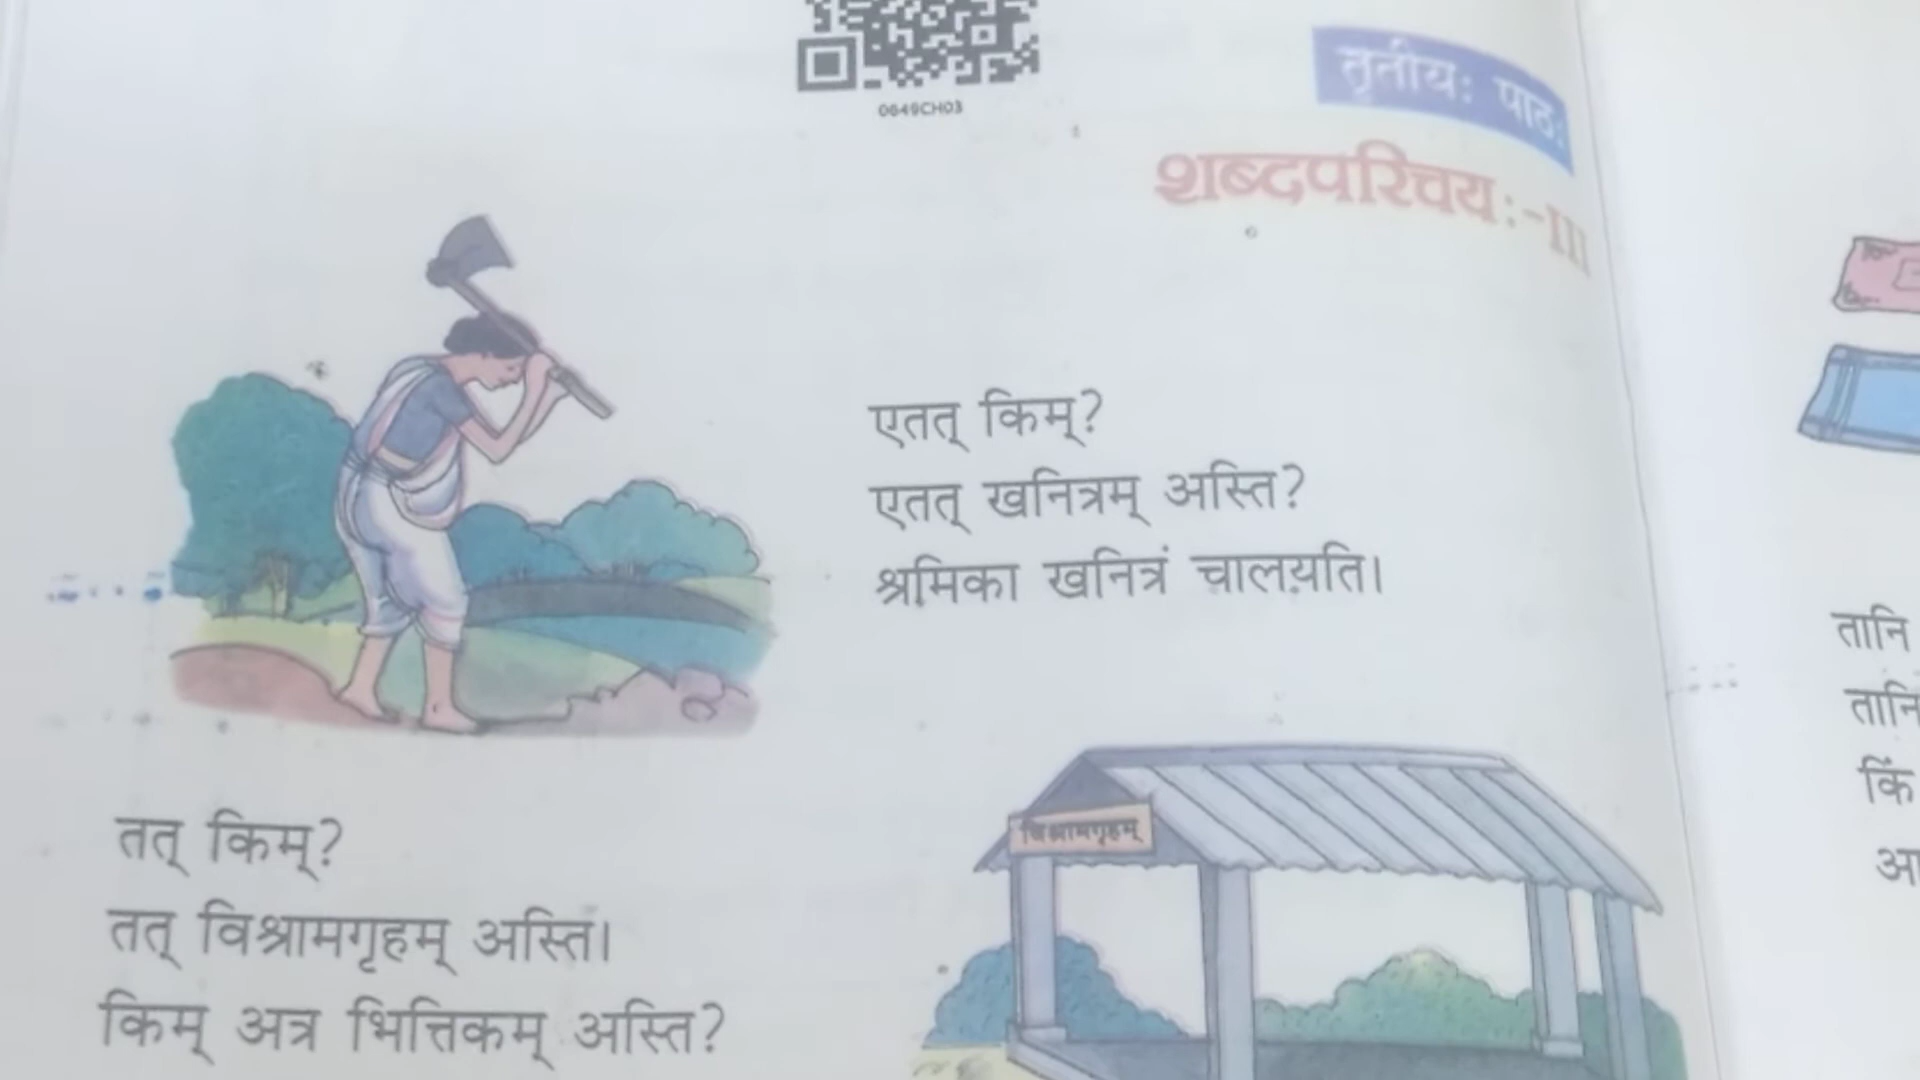 0649CH03
तृतीयः पाठः
शब्दपरिचयः-III
एतत् किम्?
एतत् खनित्रम् अस्ति?
श्रमिका खनित्रं चालयति।
विश्रामगृहम्
तत् किम्?
तत् विश्रामगृहम् अस्ति।
किम् अत्र भित्तिकम् अस्ति?
तानि
तानि
किं